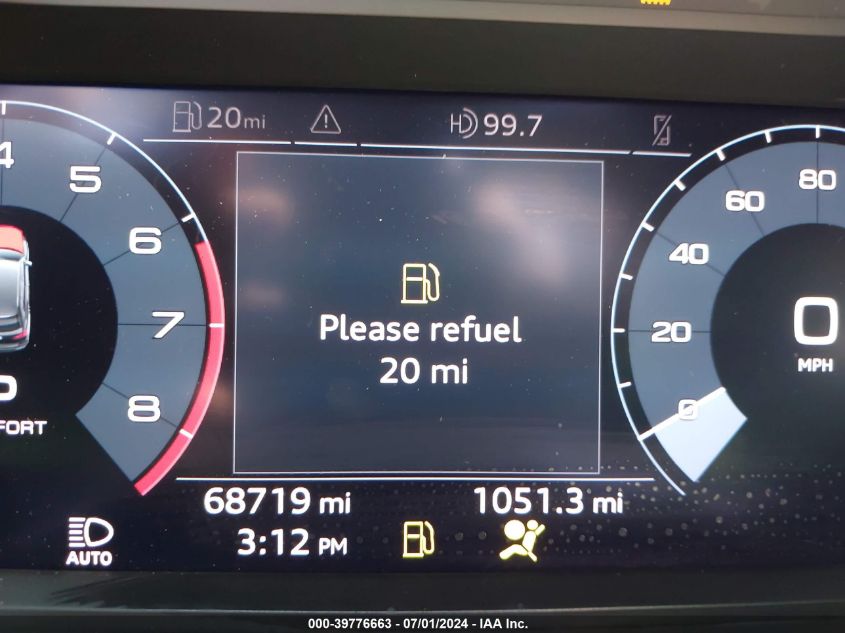 20mi
HD 99.7
4
5
6
7
8
Please refuel
20 mi
80
60
40
20
0
0
MPH
68719 mi
1051.3 mi
AUTO
3:12 PM
000-39776663 - 07/01/2024 - IAA Inc.